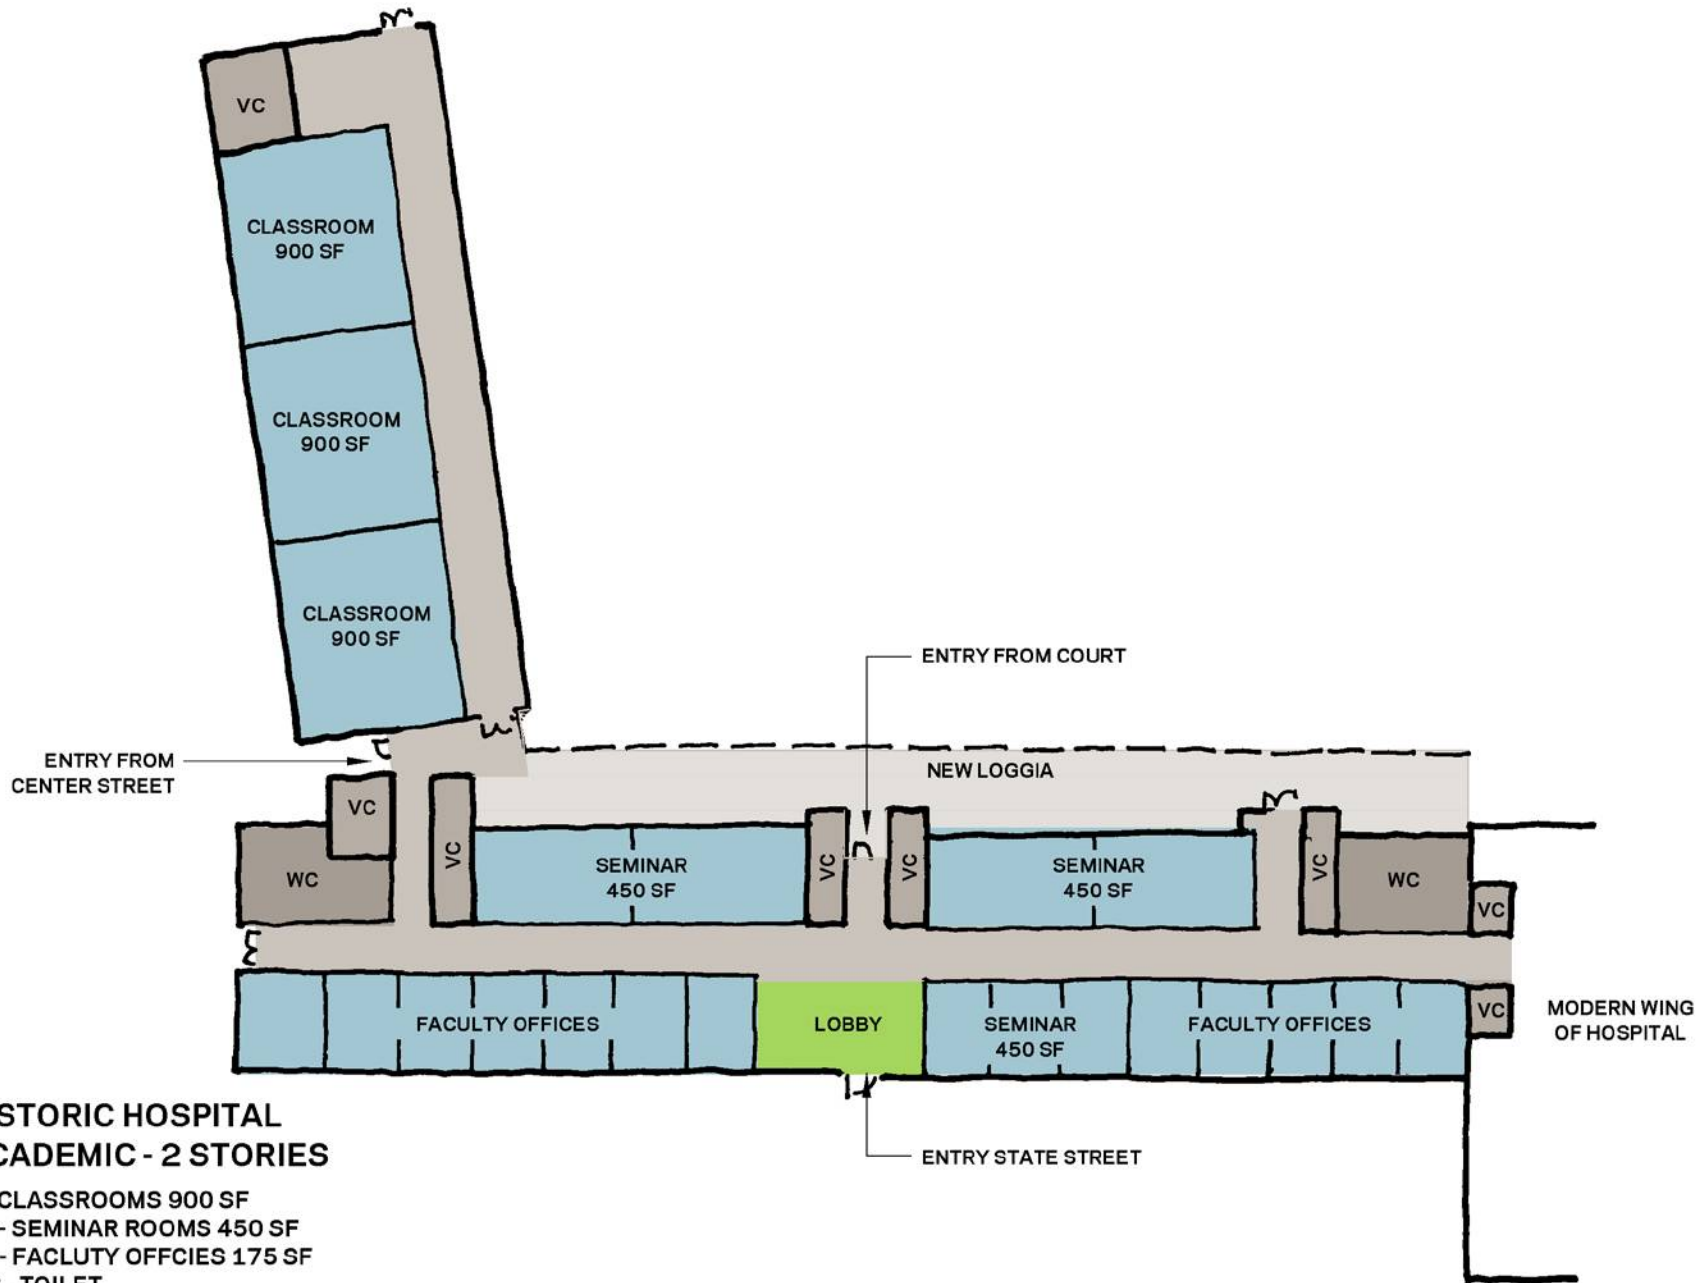 VC
CLASSROOM
900 SF
CLASSROOM
900 SF
CLASSROOM
900 SF
ENTRY FROM COURT
ENTRY FROM
CENTER STREET
NEW LOGGIA
VC
WC
VC
SEMINAR
450 SF
VC
VC
SEMINAR
450 SF
VC
WC
VC
FACULTY OFFICES
LOBBY
SEMINAR
450 SF
FACULTY OFFICES
VC
MODERN WING
OF HOSPITAL
ENTRY STATE STREET
STORIC HOSPITAL
CADEMIC - 2 STORIES
CLASSROOMS 900 SF
- SEMINAR ROOMS 450 SF
- FACLUTY OFFCIES 175 SF
- TOILET